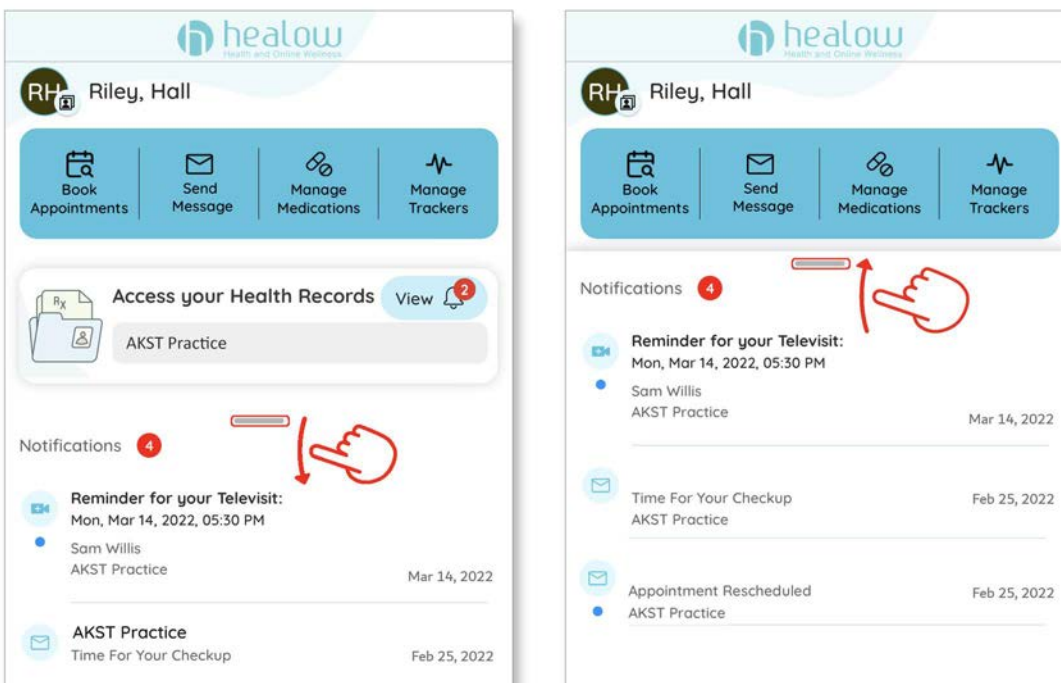 healow
Health and Online Wellness
RH
Riley, Hall
Book Appointments
Send Message
Manage Medications
Manage Trackers
Rx
Access your Health Records
View
2
AKST Practice
Notifications 4
Reminder for your Televisit:
Mon, Mar 14, 2022, 05:30 PM
Sam Willis
AKST Practice
Mar 14, 2022
AKST Practice
Time For Your Checkup
Feb 25, 2022
healow
Health and Online Wellness
RH
Riley, Hall
Book Appointments
Send Message
Manage Medications
Manage Trackers
Notifications 4
Reminder for your Televisit:
Mon, Mar 14, 2022, 05:30 PM
Sam Willis
AKST Practice
Mar 14, 2022
Time For Your Checkup
Feb 25, 2022
AKST Practice
Appointment Rescheduled
Feb 25, 2022
AKST Practice